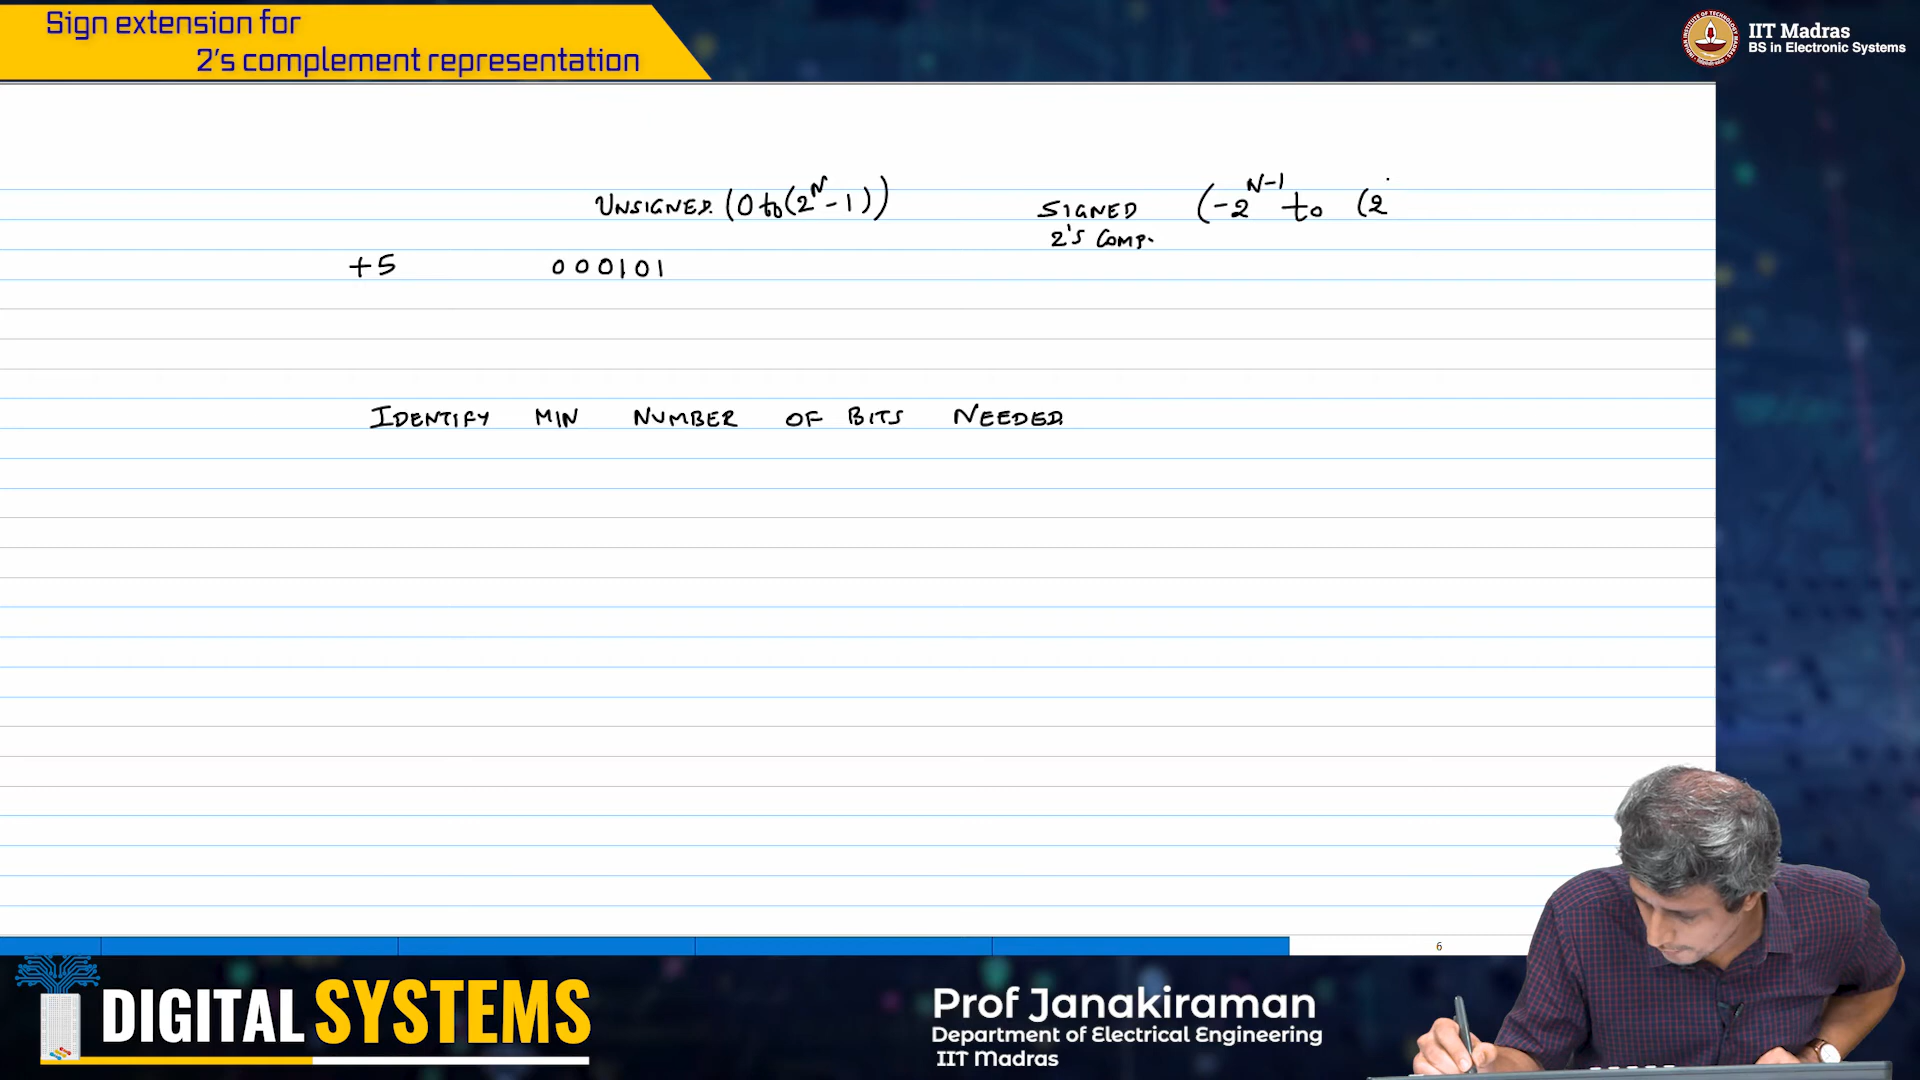 Sign extension for
2's complement representation
IIT Madras
BS in Electronic Systems
UNSIGNED (0 to (2^N - 1))
SIGNED (-2^N-1 to (2
2'S COMP.
+5 000101
IDENTIFY MIN NUMBER OF BITS NEEDED
6
DIGITAL SYSTEMS
Prof Janakiraman
Department of Electrical Engineering
IIT Madras